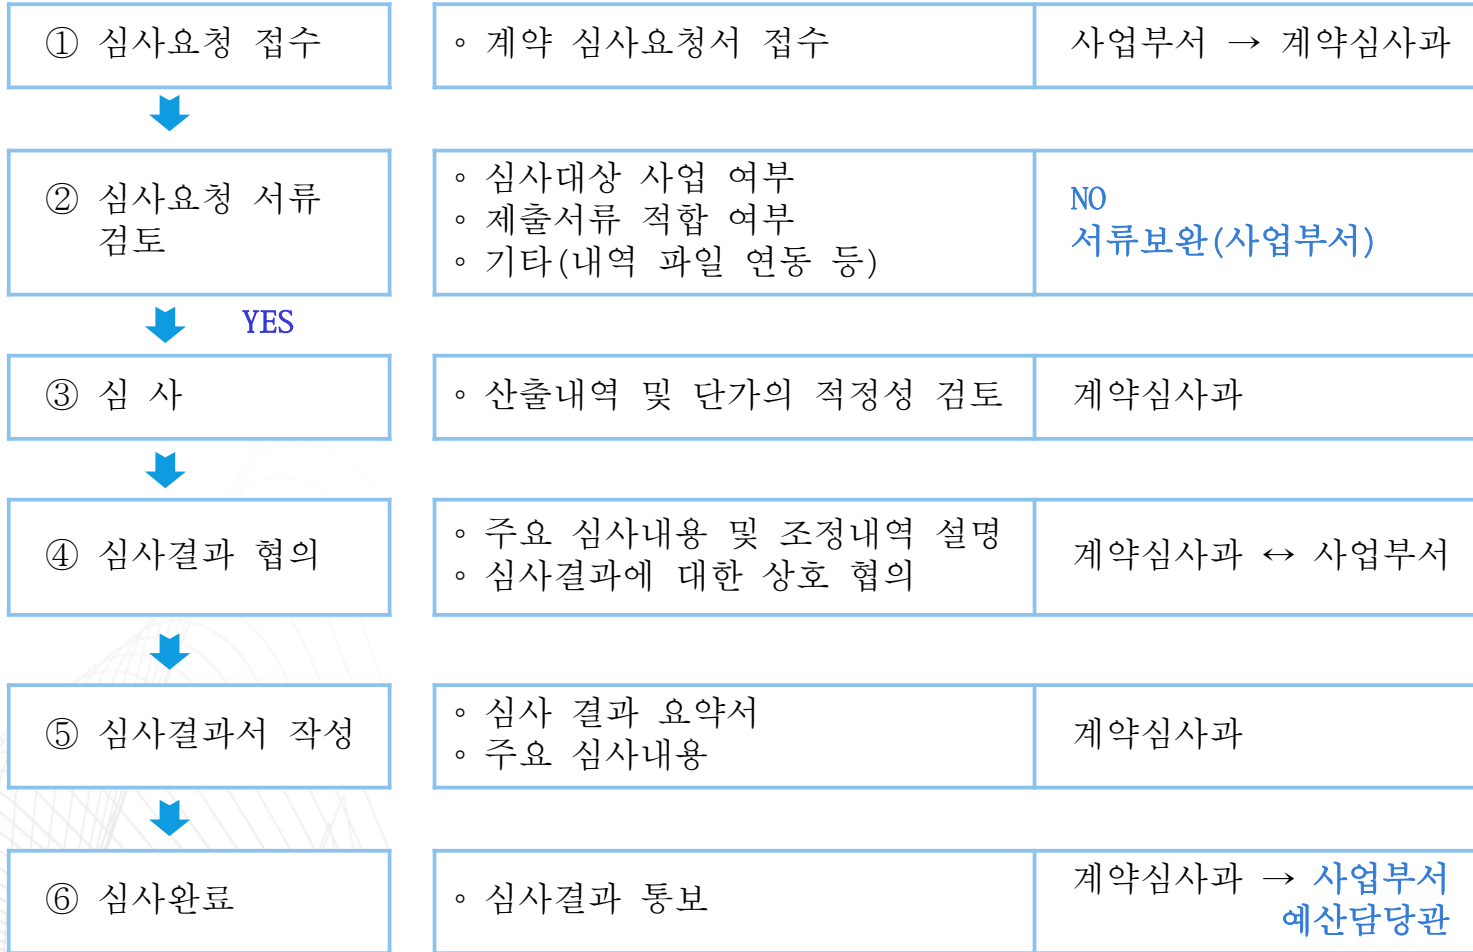 ① 심사요청 접수
◦ 계약 심사요청서 접수
사업부서 → 계약심사과
② 심사요청 서류
검토
◦ 심사대상 사업 여부
◦ 제출서류 적합 여부
◦ 기타(내역 파일 연동 등)
NO
서류보완(사업부서)
YES
③ 심 사
◦ 산출내역 및 단가의 적정성 검토
계약심사과
④ 심사결과 협의
◦ 주요 심사내용 및 조정내역 설명
◦ 심사결과에 대한 상호 협의
계약심사과 ↔ 사업부서
⑤ 심사결과서 작성
◦ 심사 결과 요약서
◦ 주요 심사내용
계약심사과
⑥ 심사완료
◦ 심사결과 통보
계약심사과 → 사업부서
예산담당관